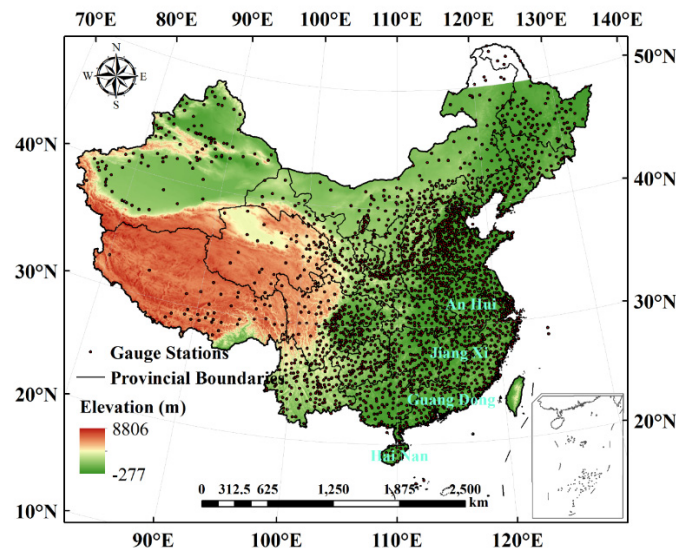 70°E 80°E 90°E 100°E 110°E 120°E 130°E 140°E
N
W E
S
50°N
40°N
40°N
30°N
An Hui
30°N
Gauge Stations
Jiang Xi
Provincial Boundaries
20°N
Guang Dong
Elevation (m)
20°N
8806
Hai Nan
-277
0 312.5 625 1,250 1,875 2,500
km
10°N
90°E 100°E 110°E 120°E